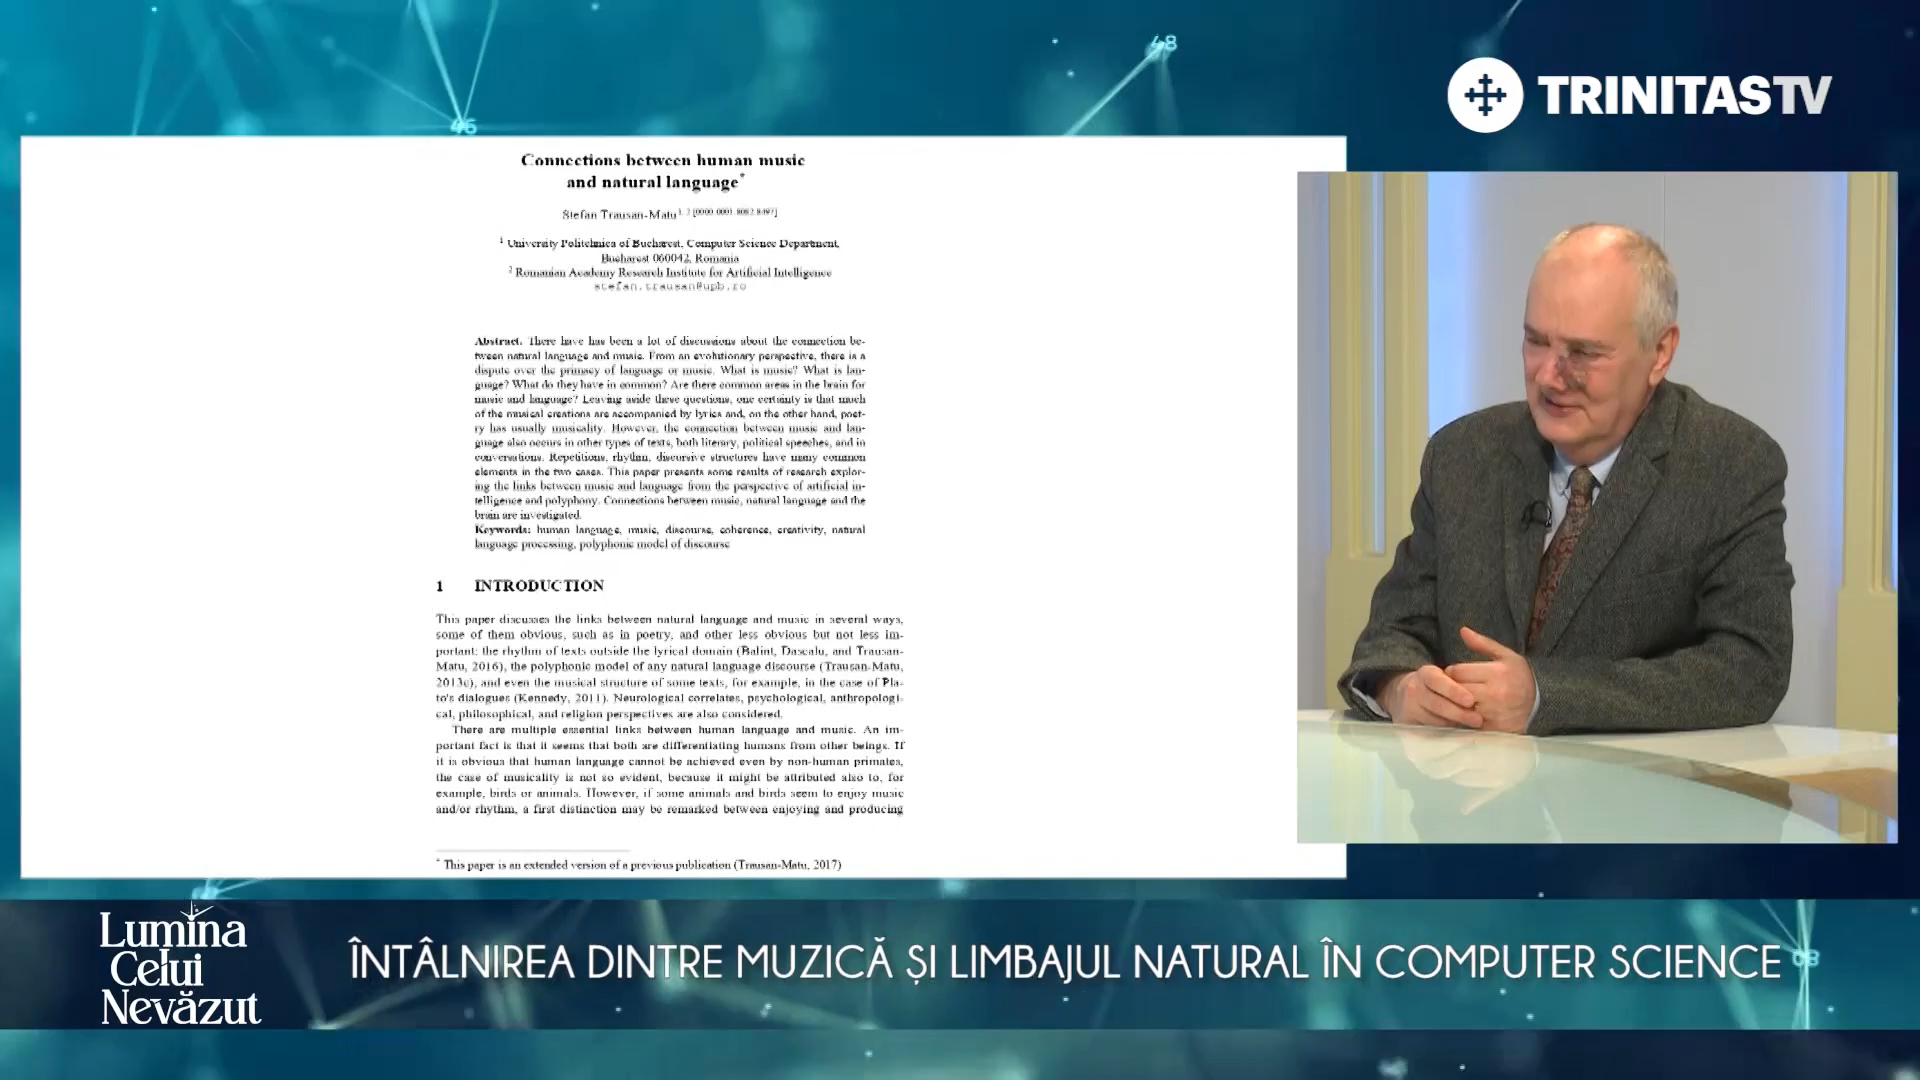 48
46
TRINITAS TV
Connections between human music
and natural language*
Stefan Trausan-Matu1, 2 [0000-0001-8082-8497]
1 University Politehnica of Bucharest, Computer Science Department,
Bucharest 060042, Romania
2 Romanian Academy Research Institute for Artificial Intelligence
stefan.trausan@upb.ro
Abstract. There have has been a lot of discussions about the connection be-
tween natural language and music. From an evolutionary perspective, there is a
dispute over the primacy of language or music. What is music? What is lan-
guage? What do they have in common? Are there common areas in the brain for
music and language? Leaving aside these questions, one certainty is that much
of the musical creations are accompanied by lyrics and, on the other hand, poet-
ry has usually musicality. However, the connection between music and lan-
guage also occurs in other types of texts, both literary, political speeches, and in
conversations. Repetitions, rhythm, discursive structures have many common
elements in the two cases. This paper presents some results of research explor-
ing the links between music and language from the perspective of artificial in-
telligence and polyphony. Connections between music, natural language and the
brain are investigated.
Keywords: human language, music, discourse, coherence, creativity, natural
language processing, polyphonic model of discourse
1 INTRODUCTION
This paper discusses the links between natural language and music in several ways,
some of them obvious, such as in poetry, and other less obvious but not less im-
portant: the rhythm of texts outside the lyrical domain (Balint, Dascalu, and Trausan-
Matu, 2016), the polyphonic model of any natural language discourse (Trausan-Matu,
2013c), and even the musical structure of some texts, for example, in the case of Pla-
to's dialogues (Kennedy, 2011). Neurological correlates, psychological, anthropologi-
cal, philosophical, and religion perspectives are also considered.
There are multiple essential links between human language and music. An im-
portant fact is that it seems that both are differentiating humans from other beings. If
it is obvious that human language cannot be achieved even by non-human primates,
the case of musicality is not so evident, because it might be attributed also to, for
example, birds or animals. However, if some animals and birds seem to enjoy music
and/or rhythm, a first distinction may be remarked between enjoying and producing
* This paper is an extended version of a previous publication (Trausan-Matu, 2017)
Lumina
Celui
Nevăzut
ÎNTÂLNIREA DINTRE MUZICĂ ȘI LIMBAJUL NATURAL ÎN COMPUTER SCIENCE